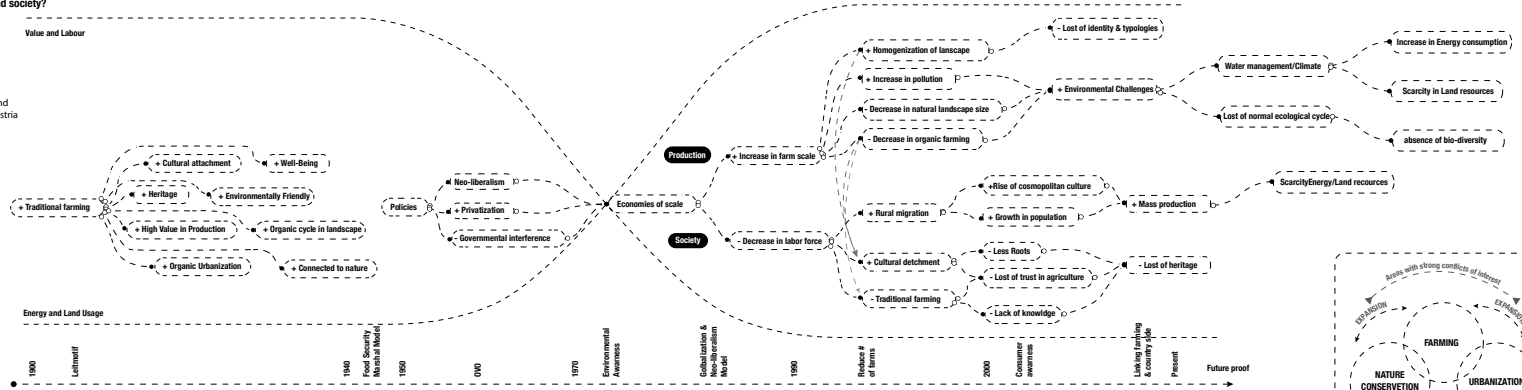 d society?
Value and Labour
nd
stria
+ Traditional farming
+ Cultural attachment
+ Well-Being
+ Heritage
+ Environmentally Friendly
+ High Value in Production
+ Organic cycle in landscape
+ Organic Urbanization
+ Connected to nature
Policies
Neo-liberalism
+ Privatization
- Governmental interference
Economies of scale
Production
Society
+ Increase in farm scale
- Decrease in labor force
+ Homogenization of lanscape
+ Increase in pollution
- Decrease in natural landscape size
- Decrease in organic farming
+ Rural migration
+ Cultural detchment
- Traditional farming
- Lost of identity & typologies
+ Environmental Challenges
+Rise of cosmopolitan culture
+ Growth in population
- Less Roots
- Lost of trust in agriculture
- Lack of knowldge
+ Mass production
- Lost of heritage
Water management/Climate
Lost of normal ecological cycle
Increase in Energy consumption
Scarcity in Land resources
absence of bio-diversity
ScarcityEnergy/Land recources
Energy and Land Usage
1900
Leitmotif
1940
Food Security
Marshal Model
1950
OVO
1970
Environmental
Awarness
Golbalization &
Neo-liberalism
Model
1990
Reduce #
of farms
2000
Consumer
awarness
Linking farming
& country side
Present
Future proof
Areas with strong conflicts of interest
EXPANSION
EXPANSION
FARMING
NATURE
CONSERVETION
URBANIZATION